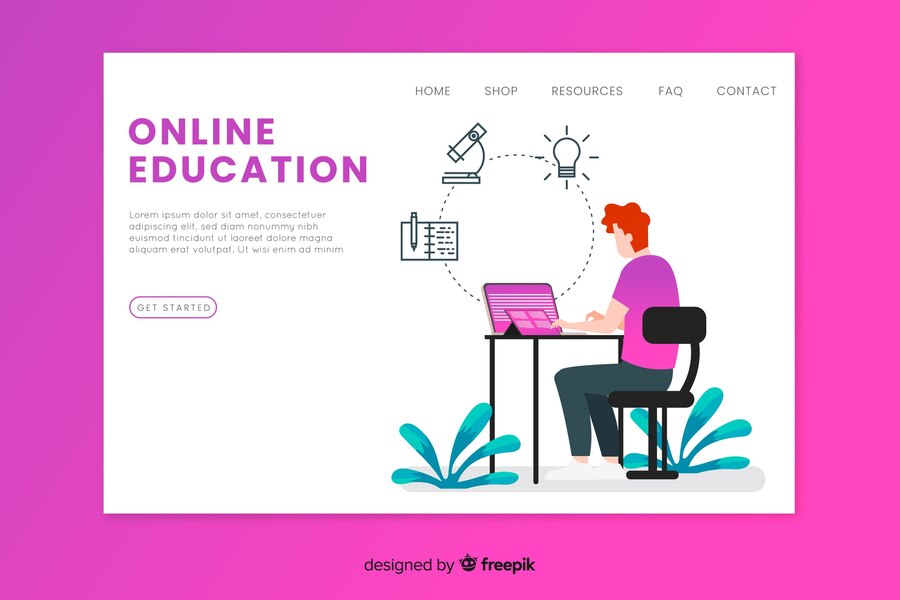 HOME SHOP RESOURCES FAQ CONTACT
ONLINE
EDUCATION
Lorem ipsum dolor sit amet, consectetuer
adipiscing elit, sed diam nonummy nibh
euismod tincidunt ut laoreet dolore magna
aliquam erat volutpat. Ut wisi enim ad minim
GET STARTED
designed by freepik